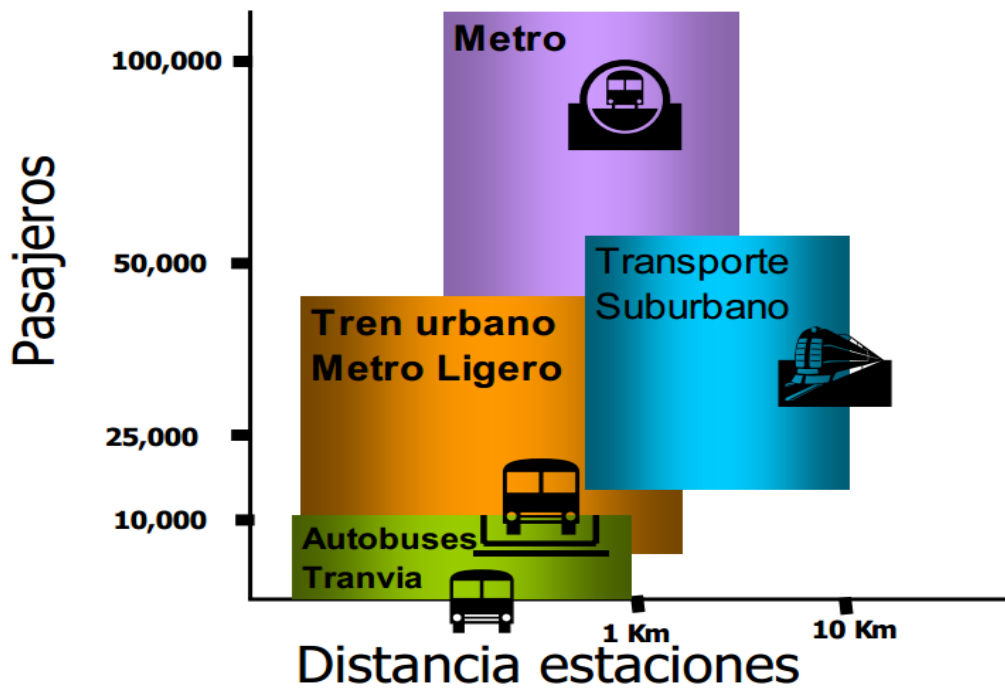 Metro
100,000
Pasajeros
50,000
Transporte
Suburbano
Tren urbano
Metro Ligero
25,000
10,000
Autobuses
Tranvia
1 Km
10 Km
Distancia estaciones